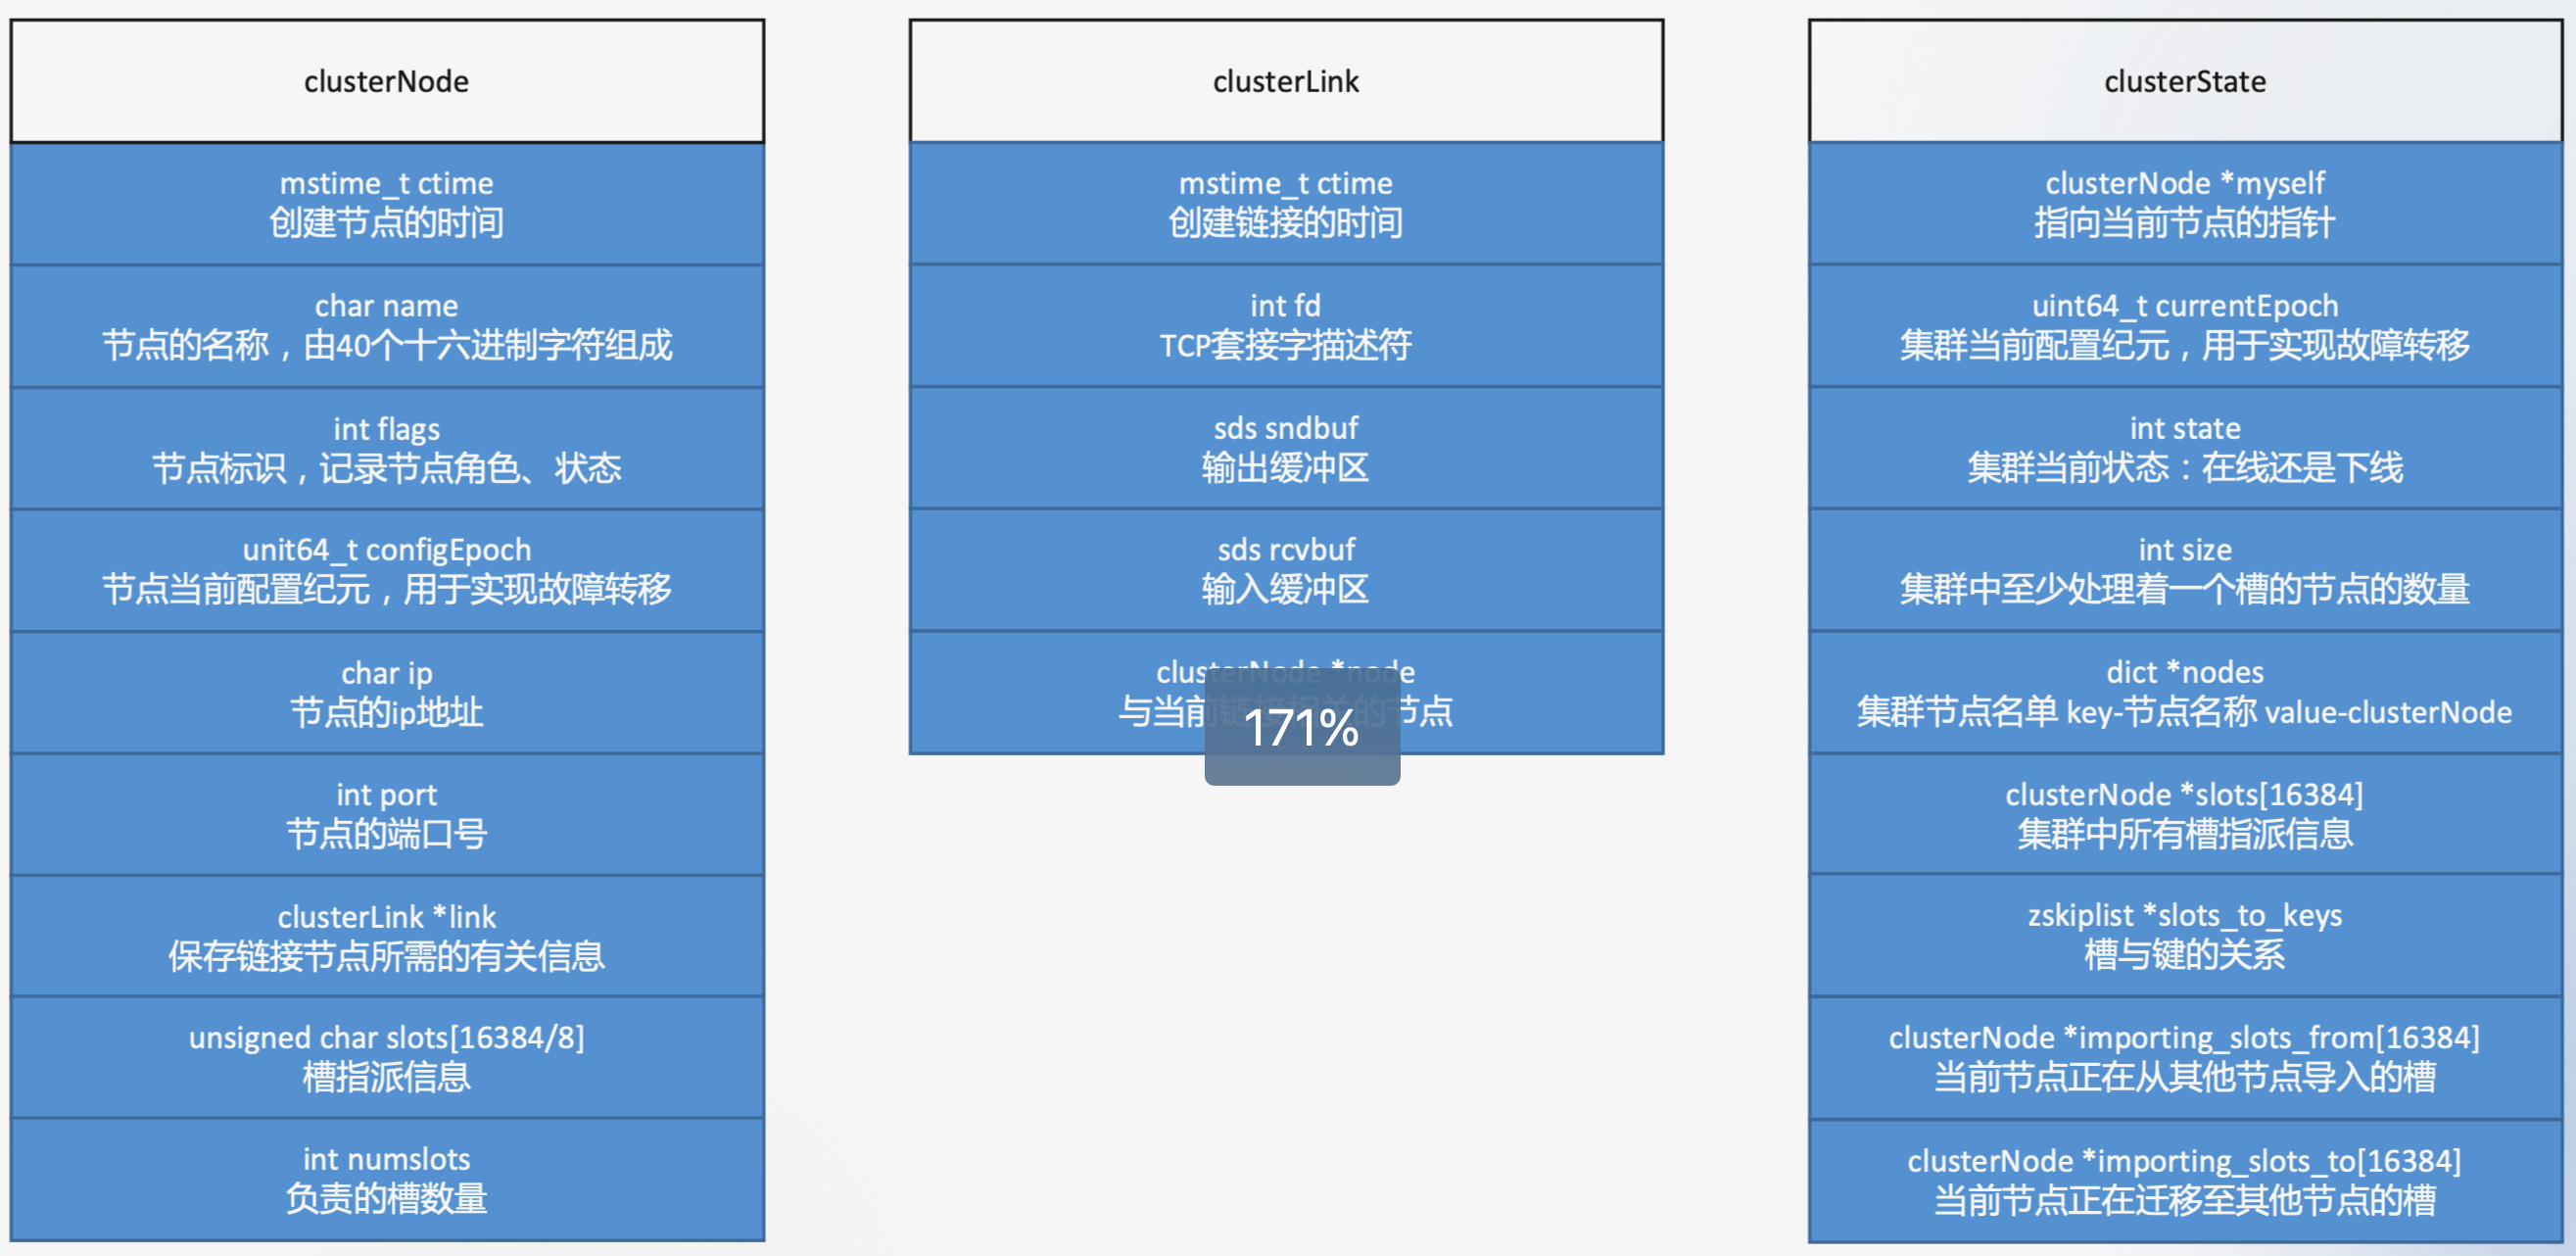 clusterNode
mstime_t ctime
创建节点的时间
char name
节点的名称，由40个十六进制字符组成
int flags
节点标识，记录节点角色、状态
unit64_t configEpoch
节点当前配置纪元，用于实现故障转移
char ip
节点的ip地址
int port
节点的端口号
clusterLink *link
保存链接节点所需的有关信息
unsigned char slots[16384/8]
槽指派信息
int numslots
负责的槽数量
clusterLink
mstime_t ctime
创建链接的时间
int fd
TCP套接字描述符
sds sndbuf
输出缓冲区
sds rcvbuf
输入缓冲区
clusterNode *node
与当前链接相关的节点
171%
clusterState
clusterNode *myself
指向当前节点的指针
uint64_t currentEpoch
集群当前配置纪元，用于实现故障转移
int state
集群当前状态：在线还是下线
int size
集群中至少处理着一个槽的节点的数量
dict *nodes
集群节点名单 key-节点名称 value-clusterNode
clusterNode *slots[16384]
集群中所有槽指派信息
zskiplist *slots_to_keys
槽与键的关系
clusterNode *importing_slots_from[16384]
当前节点正在从其他节点导入的槽
clusterNode *importing_slots_to[16384]
当前节点正在迁移至其他节点的槽